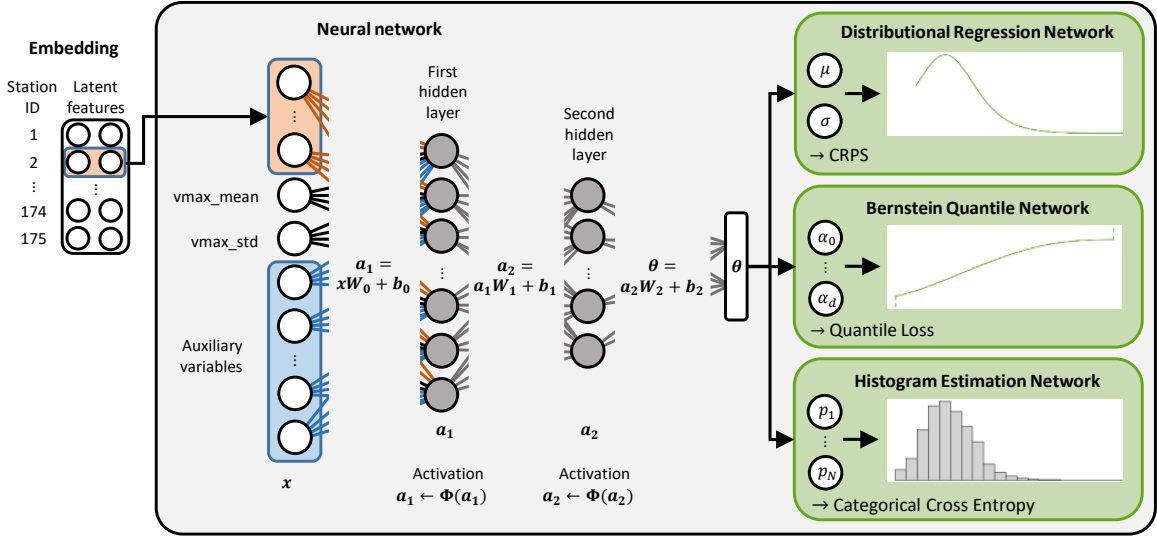 Embedding
Station
ID
Latent
features
1
2
⋮
⋮
174
175
Neural network
⋮
vmax_mean
vmax_std
Auxiliary
variables
⋮
x
a₁ =
xW₀ + b₀
First
hidden
layer
⋮
a₁
Activation
a₁ ← Φ(a₁)
a₂ =
a₁W₁ + b₁
Second
hidden
layer
⋮
a₂
Activation
a₂ ← Φ(a₂)
θ =
a₂W₂ + b₂
θ
Distributional Regression Network
μ
σ
→ CRPS
Bernstein Quantile Network
α₀
⋮
α_d
→ Quantile Loss
Histogram Estimation Network
p₁
⋮
p_N
→ Categorical Cross Entropy